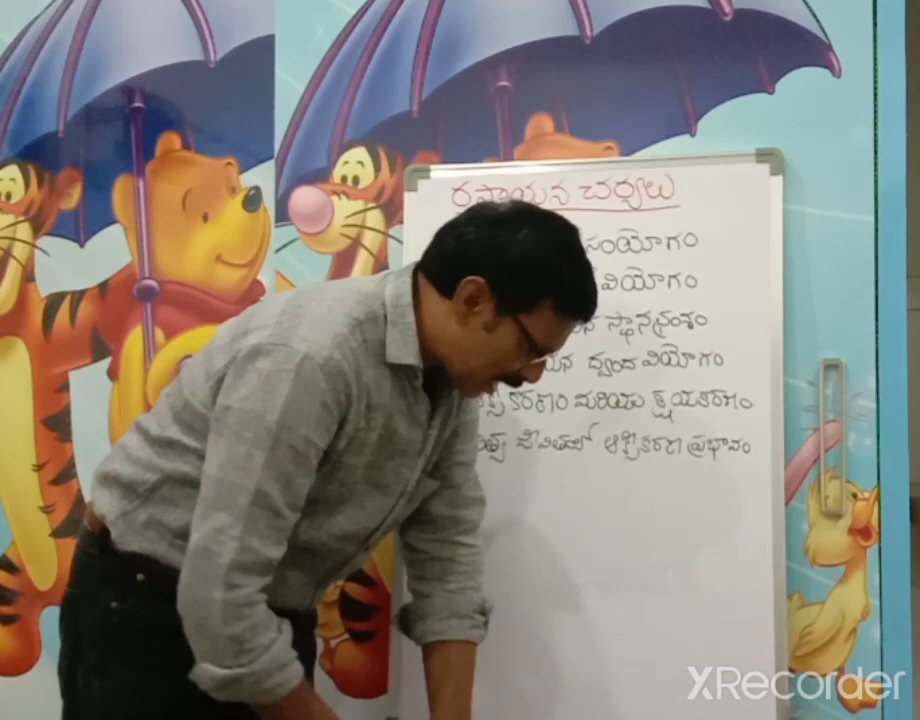 రసాయన చర్యలు
సంయోగం
వియోగం
స్థానభ్రంశం
ద్వంద వియోగం
కరణం మరియు క్షయకరణం
జీవితంలో ఆక్సీకరణ ప్రభావం
XRecorder